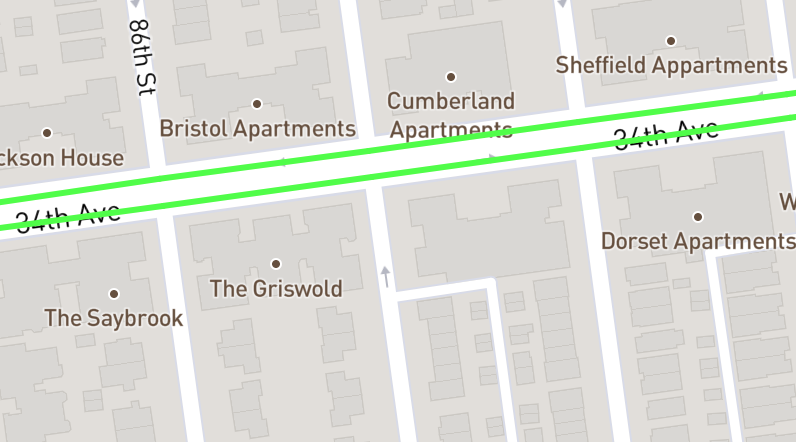 86th St
Sheffield Appartments
Cumberland
Apartments
Bristol Apartments
ckson House
34th Ave
34th Ave
W
Dorset Apartments
The Griswold
The Saybrook